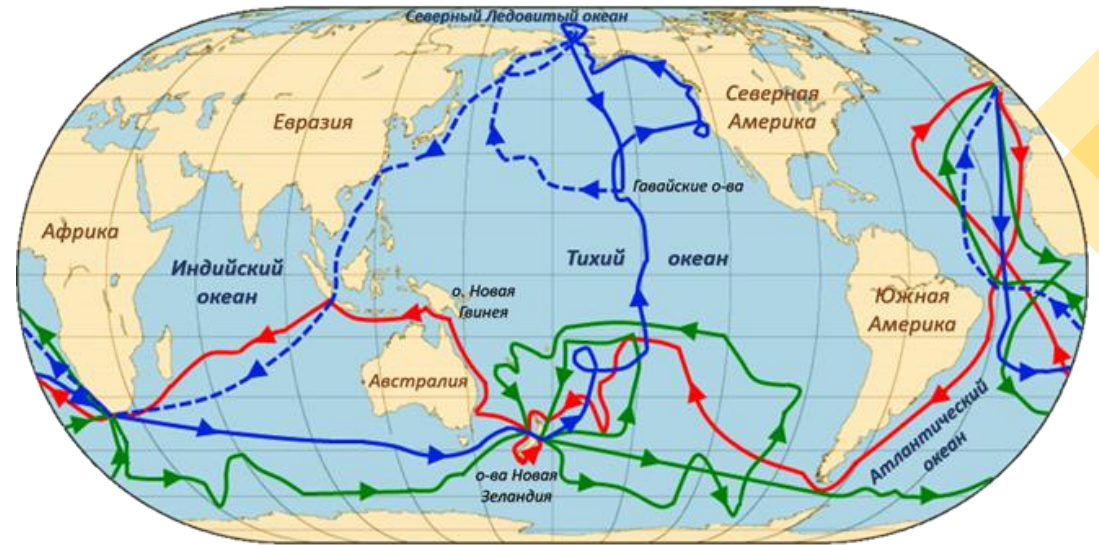 Северный Ледовитый океан
Северная
Америка
Евразия
Гавайские о-ва
Африка
Индийский
океан
Тихий океан
о. Новая
Гвинея
Южная
Америка
Австралия
Атлантический
океан
о-ва Новая
Зеландия